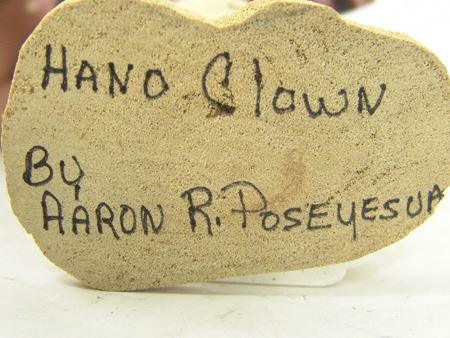 HANO Clown
By
AARON R. POSEYESUA